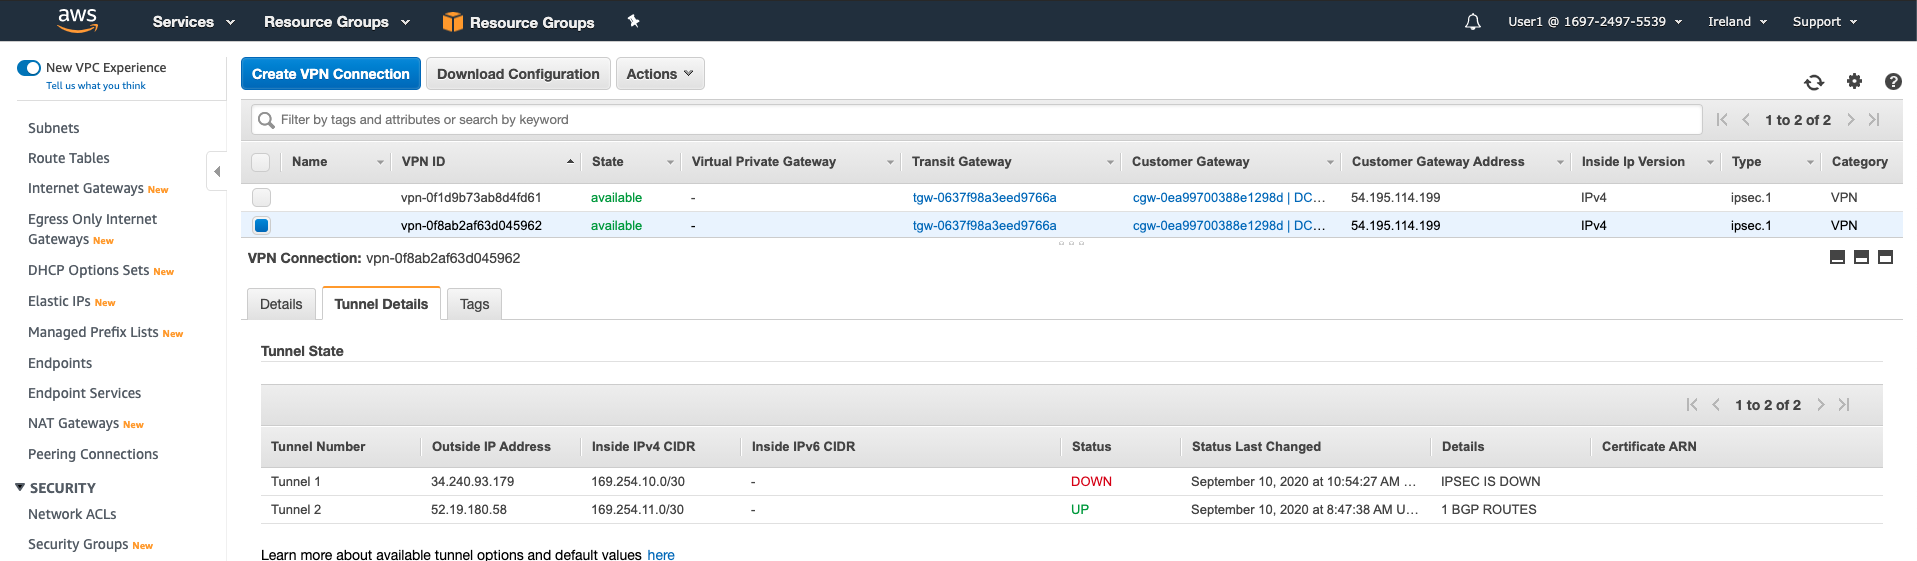 aws Services Resource Groups Resource Groups User1 @ 1697-2497-5539 Ireland Support
New VPC Experience
Tell us what you think
Subnets
Route Tables
Internet Gateways New
Egress Only Internet
Gateways New
DHCP Options Sets New
Elastic IPs New
Managed Prefix Lists New
Endpoints
Endpoint Services
NAT Gateways New
Peering Connections
SECURITY
Network ACLs
Security Groups New
Create VPN Connection Download Configuration Actions
Filter by tags and attributes or search by keyword 1 to 2 of 2
Name VPN ID State Virtual Private Gateway Transit Gateway Customer Gateway Customer Gateway Address Inside Ip Version Type Category
vpn-0f1d9b73ab8d4fd61 available - tgw-0637f98a3eed9766a cgw-0ea99700388e1298d | DC... 54.195.114.199 IPv4 ipsec.1 VPN
vpn-0f8ab2af63d045962 available - tgw-0637f98a3eed9766a cgw-0ea99700388e1298d | DC... 54.195.114.199 IPv4 ipsec.1 VPN
VPN Connection: vpn-0f8ab2af63d045962
Details Tunnel Details Tags
Tunnel State
1 to 2 of 2
Tunnel Number Outside IP Address Inside IPv4 CIDR Inside IPv6 CIDR Status Status Last Changed Details Certificate ARN
Tunnel 1 34.240.93.179 169.254.10.0/30 - DOWN September 10, 2020 at 10:54:27 AM ... IPSEC IS DOWN
Tunnel 2 52.19.180.58 169.254.11.0/30 - UP September 10, 2020 at 8:47:38 AM U... 1 BGP ROUTES
Learn more about available tunnel options and default values here